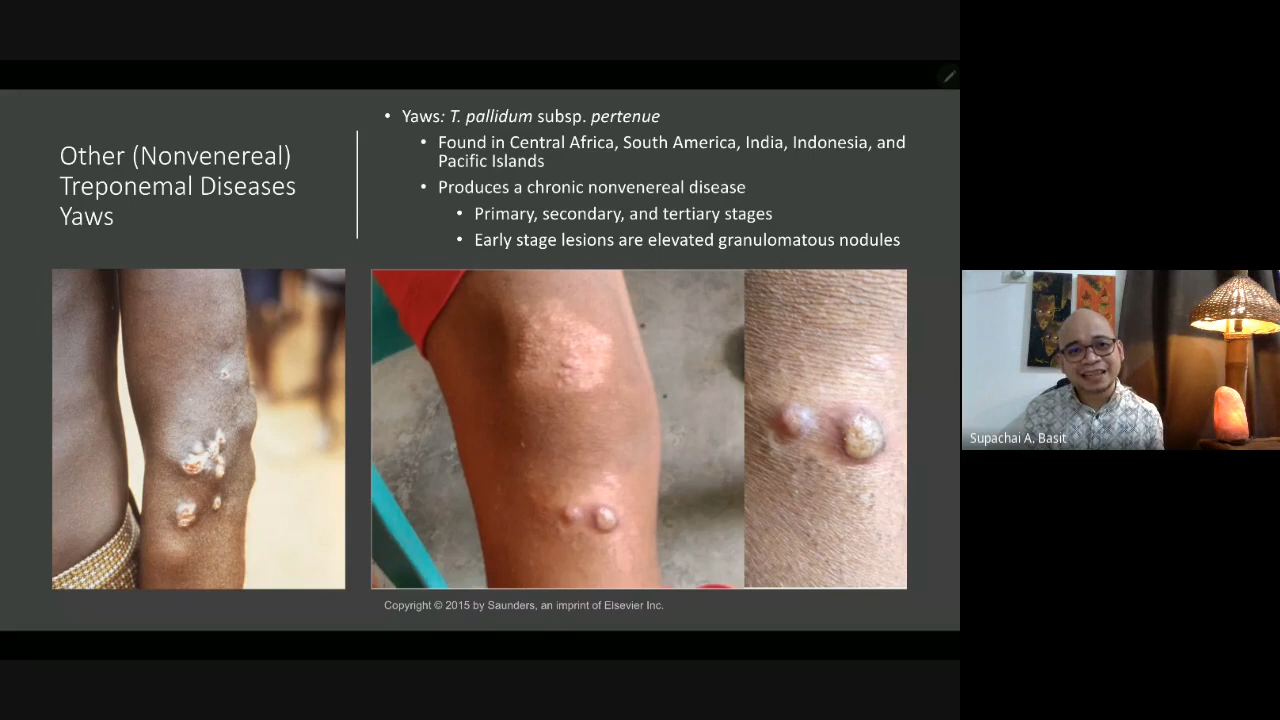 Other (Nonvenereal)
Treponemal Diseases
Yaws
• Yaws: T. pallidum subsp. pertenue
• Found in Central Africa, South America, India, Indonesia, and
Pacific Islands
• Produces a chronic nonvenereal disease
• Primary, secondary, and tertiary stages
• Early stage lesions are elevated granulomatous nodules
Copyright © 2015 by Saunders, an imprint of Elsevier Inc.
Supachai A. Basit